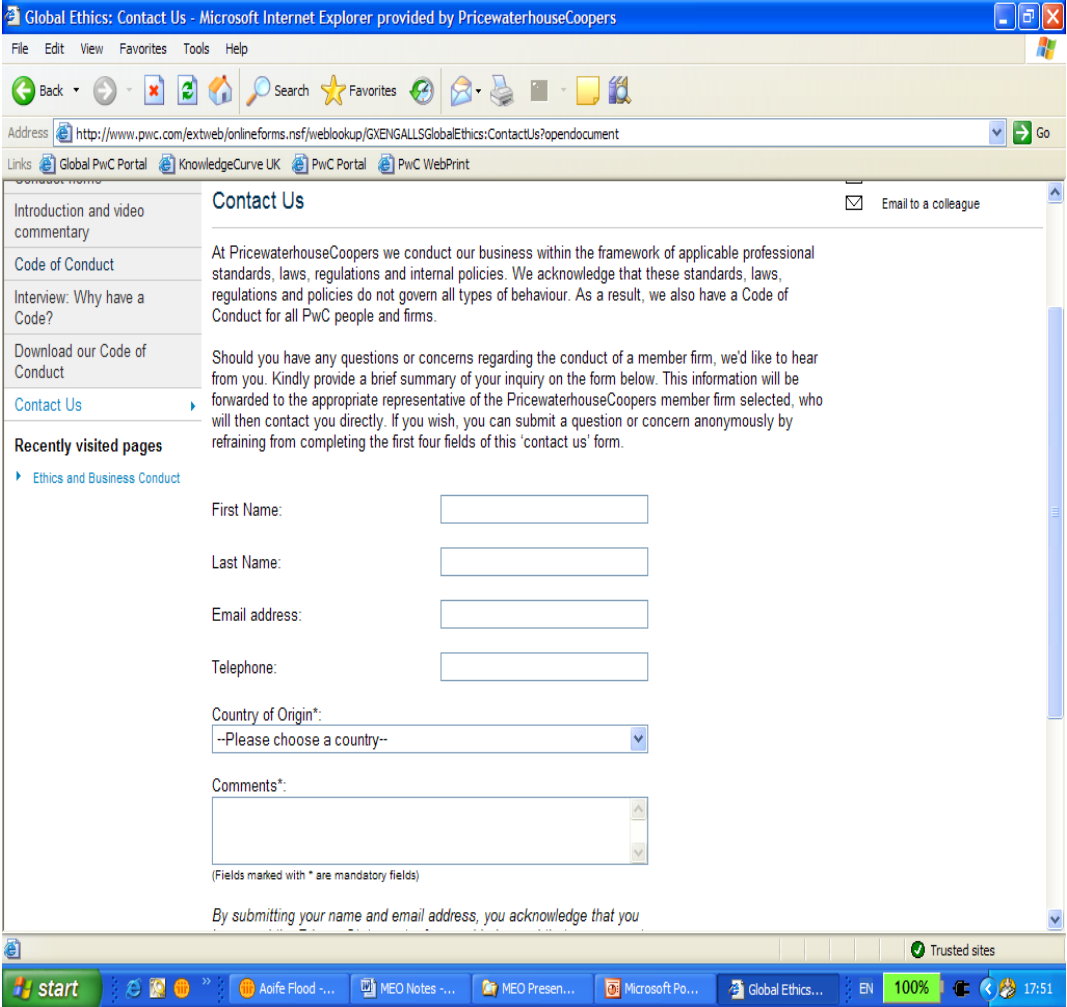 Global Ethics: Contact Us - Microsoft Internet Explorer provided by PricewaterhouseCoopers
File Edit View Favorites Tools Help
Back Search Favorites
Address http://www.pwc.com/extweb/onlineforms.nsf/weblookup/GXENGALLSGlobalEthics:ContactUs?opendocument Go
Links Global PwC Portal KnowledgeCurve UK PwC Portal PwC WebPrint
Introduction and video
commentary
Code of Conduct
Interview: Why have a
Code?
Download our Code of
Conduct
Contact Us
Recently visited pages
Ethics and Business Conduct
Contact Us
Email to a colleague
At PricewaterhouseCoopers we conduct our business within the framework of applicable professional
standards, laws, regulations and internal policies. We acknowledge that these standards, laws,
regulations and policies do not govern all types of behaviour. As a result, we also have a Code of
Conduct for all PwC people and firms.
Should you have any questions or concerns regarding the conduct of a member firm, we'd like to hear
from you. Kindly provide a brief summary of your inquiry on the form below. This information will be
forwarded to the appropriate representative of the PricewaterhouseCoopers member firm selected, who
will then contact you directly. If you wish, you can submit a question or concern anonymously by
refraining from completing the first four fields of this 'contact us' form.
First Name:
Last Name:
Email address:
Telephone:
Country of Origin*:
--Please choose a country--
Comments*:
(Fields marked with * are mandatory fields)
By submitting your name and email address, you acknowledge that you
Trusted sites
start Aoife Flood -... MEO Notes -... MEO Presen... Microsoft Po... Global Ethics... EN 100% 17:51